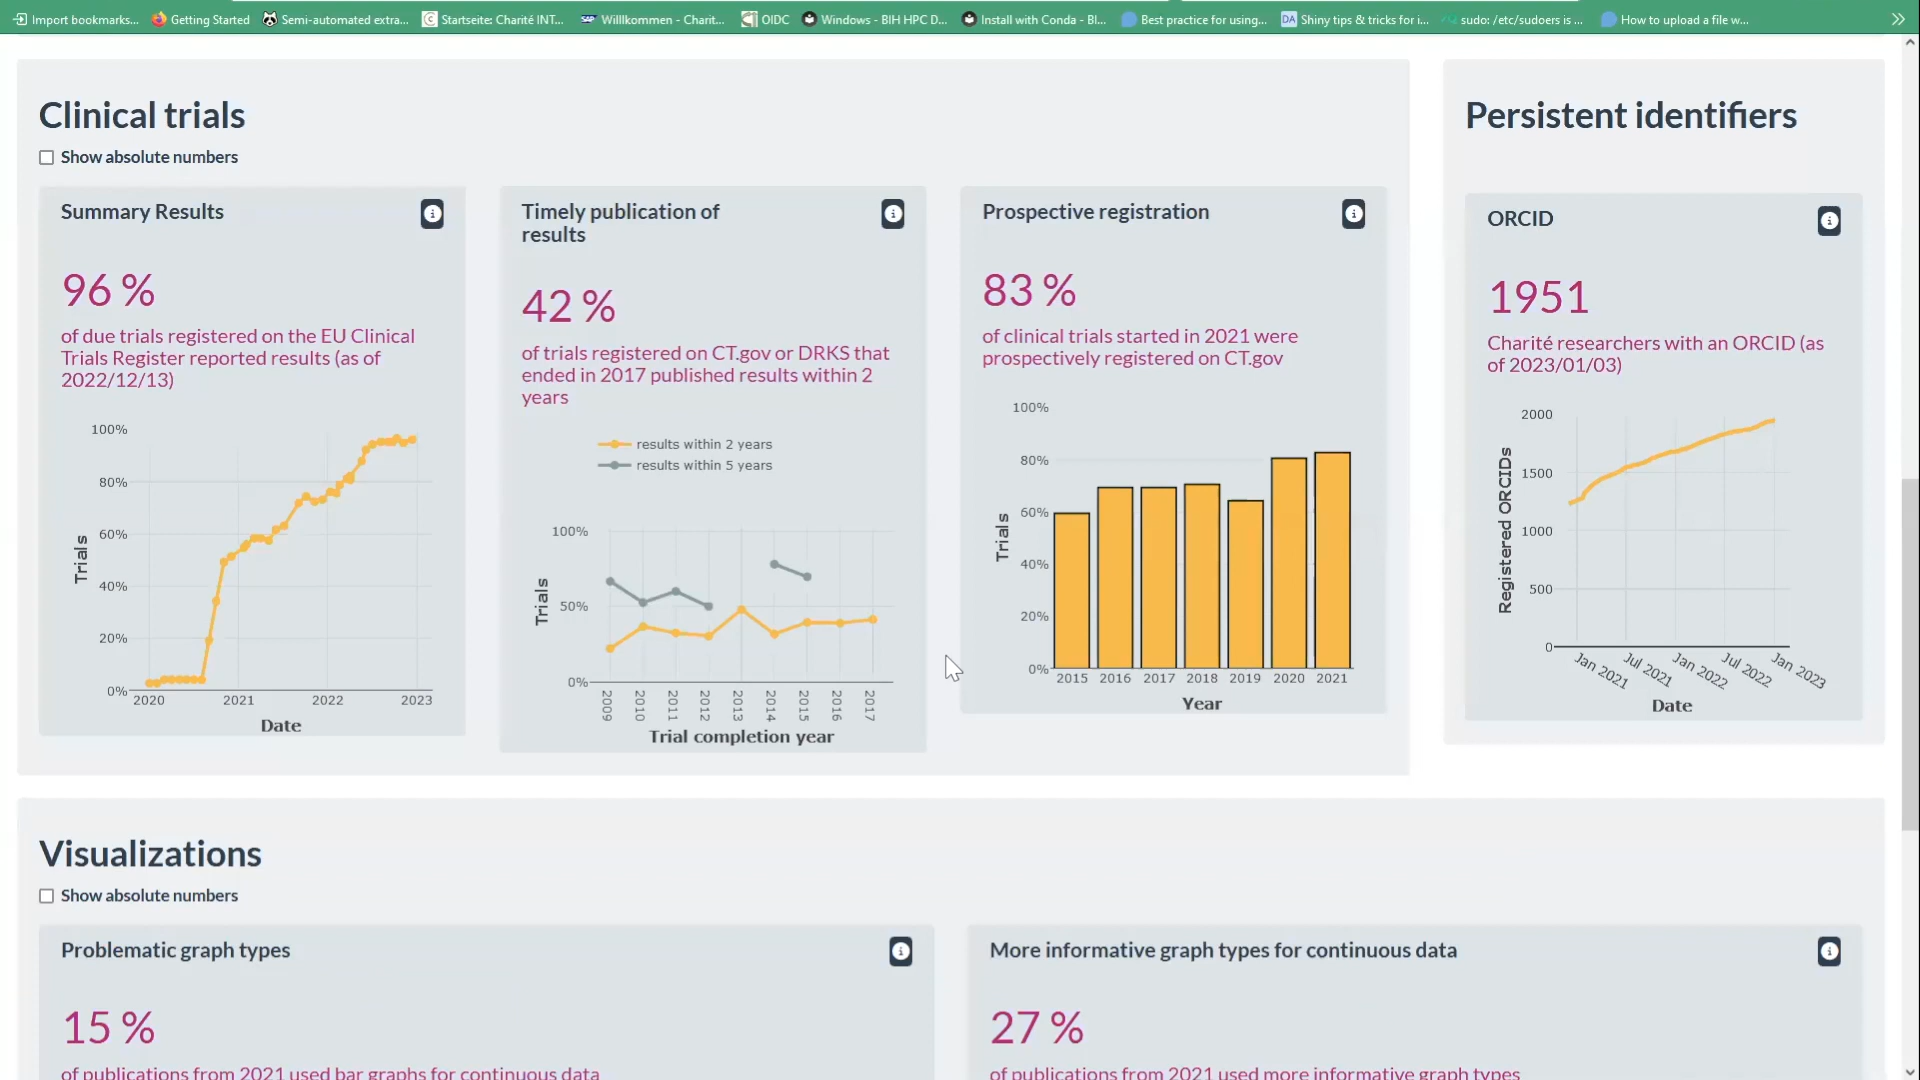 Import bookmarks...
Getting Started
Semi-automated extra...
Startseite: Charité INT...
Willlkommen - Charit...
OIDC
Windows - BIH HPC D...
Install with Conda - BI...
Best practice for using...
DA Shiny tips & tricks for i...
sudo: /etc/sudoers is ...
How to upload a file w...
Clinical trials
Show absolute numbers
Summary Results
96 %
of due trials registered on the EU Clinical
Trials Register reported results (as of
2022/12/13)
100%
80%
60%
40%
20%
0%
Trials
2020
2021
2022
2023
Date
Timely publication of
results
42 %
of trials registered on CT.gov or DRKS that
ended in 2017 published results within 2
years
results within 2 years
results within 5 years
100%
50%
0%
Trials
2009
2010
2011
2012
2013
2014
2015
2016
2017
Trial completion year
Prospective registration
83 %
of clinical trials started in 2021 were
prospectively registered on CT.gov
100%
80%
60%
40%
20%
0%
Trials
2015
2016
2017
2018
2019
2020
2021
Year
Persistent identifiers
ORCID
1951
Charité researchers with an ORCID (as
of 2023/01/03)
2000
1500
1000
500
0
Registered ORCIDs
Jan 2021
Jul 2021
Jan 2022
Jul 2022
Jan 2023
Date
Visualizations
Show absolute numbers
Problematic graph types
15 %
of publications from 2021 used bar graphs for continuous data
More informative graph types for continuous data
27 %
of publications from 2021 used more informative graph types